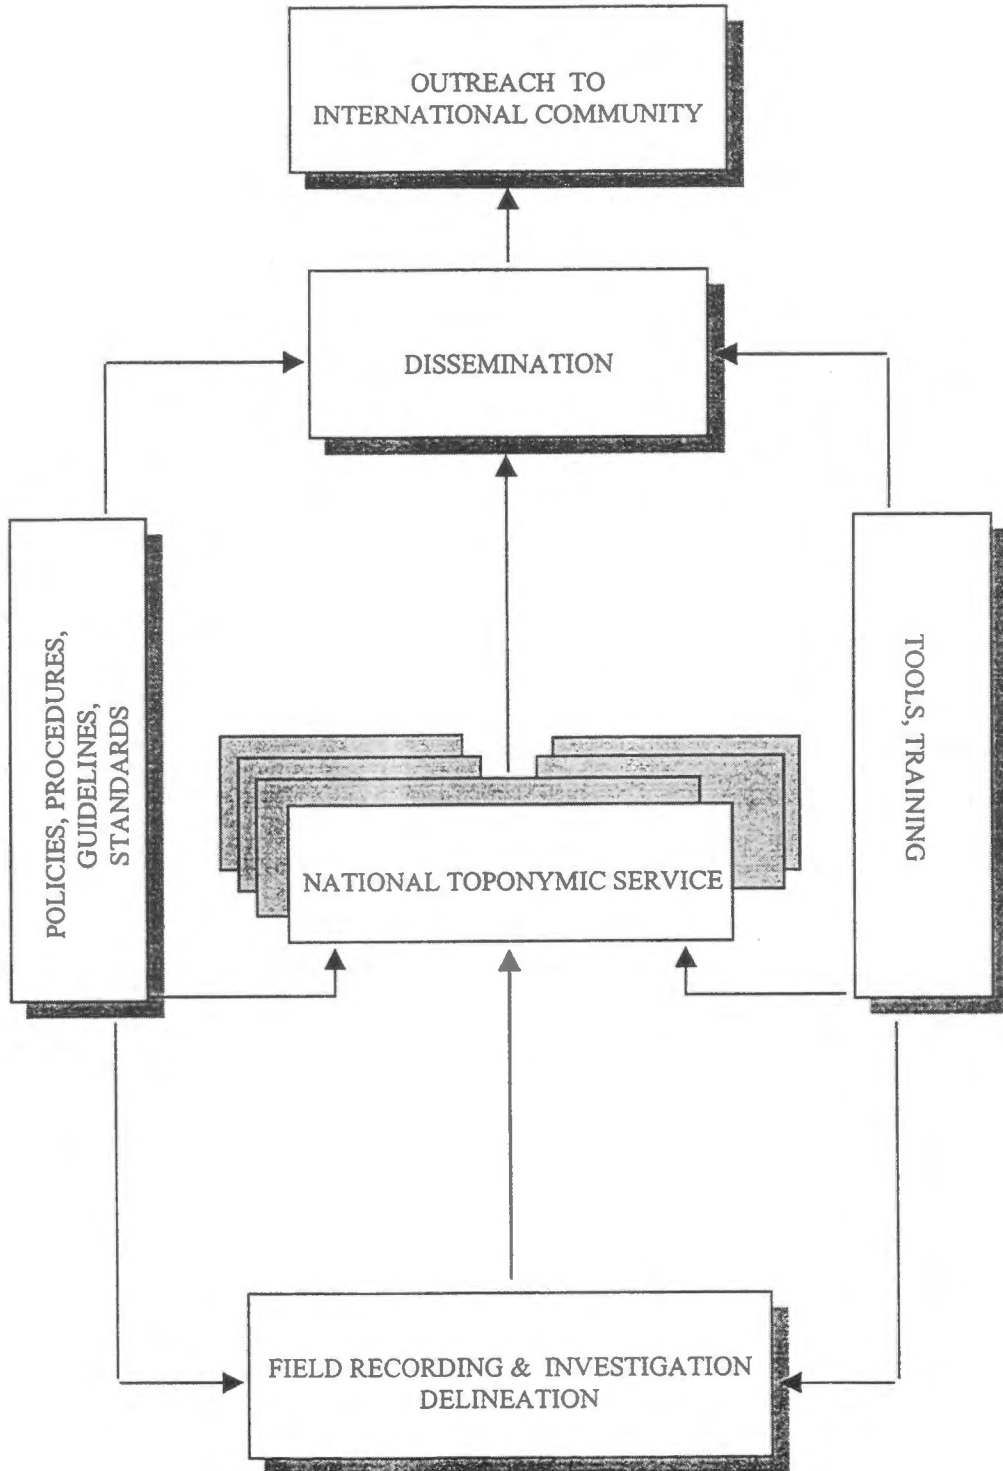 OUTREACH TO
INTERNATIONAL COMMUNITY
DISSEMINATION
POLICIES, PROCEDURES,
GUIDELINES,
STANDARDS
TOOLS, TRAINING
NATIONAL TOPONYMIC SERVICE
FIELD RECORDING & INVESTIGATION
DELINEATION